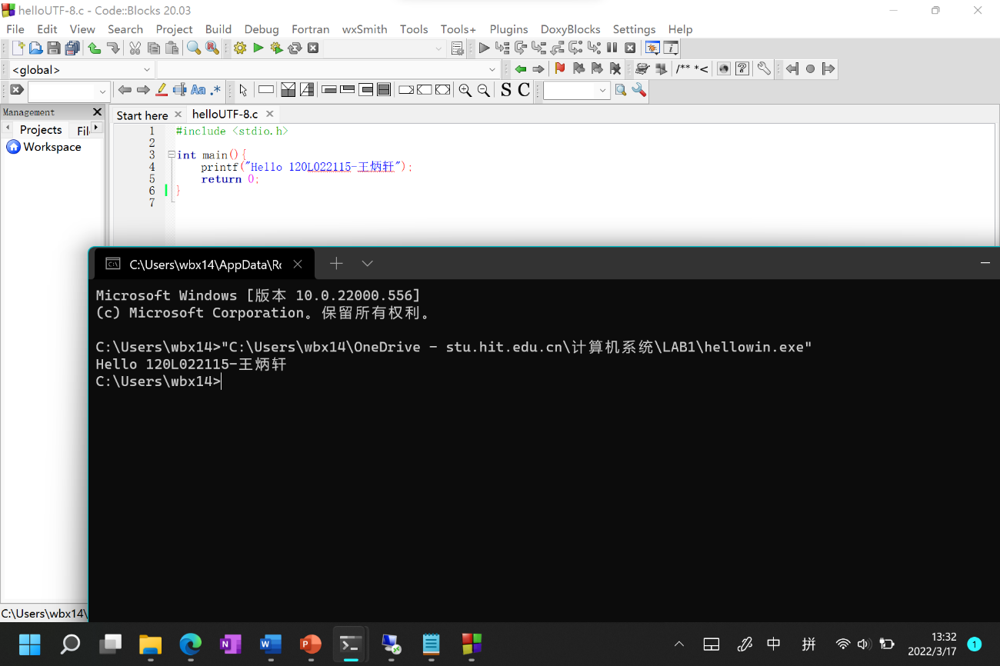 helloUTF-8.c - Code::Blocks 20.03
File Edit View Search Project Build Debug Fortran wxSmith Tools Tools+ Plugins DoxyBlocks Settings Help
<global>
/** *<
Aa .*
S C
Management
Start here
helloUTF-8.c
Projects
Workspace
1 #include <stdio.h>
2
3 int main(){
4 printf("Hello 120L022115-王炳轩");
5 return 0;
6 }
7
C:\Users\wbx14\AppData\Ro
Microsoft Windows [版本 10.0.22000.556]
(c) Microsoft Corporation。保留所有权利。
C:\Users\wbx14>"C:\Users\wbx14\OneDrive - stu.hit.edu.cn\计算机系统\LAB1\hellowin.exe"
Hello 120L022115-王炳轩
C:\Users\wbx14>
C:\Users\wbx14\
中
拼
13:32
2022/3/17
1